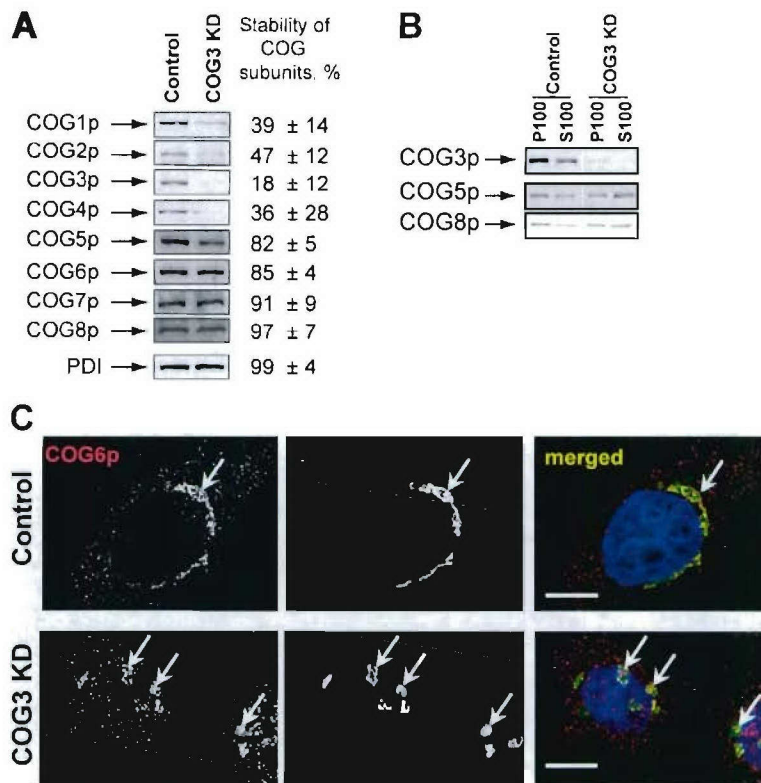 A
Control
COG3 KD
Stability of
COG
subunits, %
COG1p 39 ± 14
COG2p 47 ± 12
COG3p 18 ± 12
COG4p 36 ± 28
COG5p 82 ± 5
COG6p 85 ± 4
COG7p 91 ± 9
COG8p 97 ± 7
PDI 99 ± 4
B
Control COG3 KD
P100 S100 P100 S100
COG3p
COG5p
COG8p
C
Control
COG6p
merged
COG3 KD